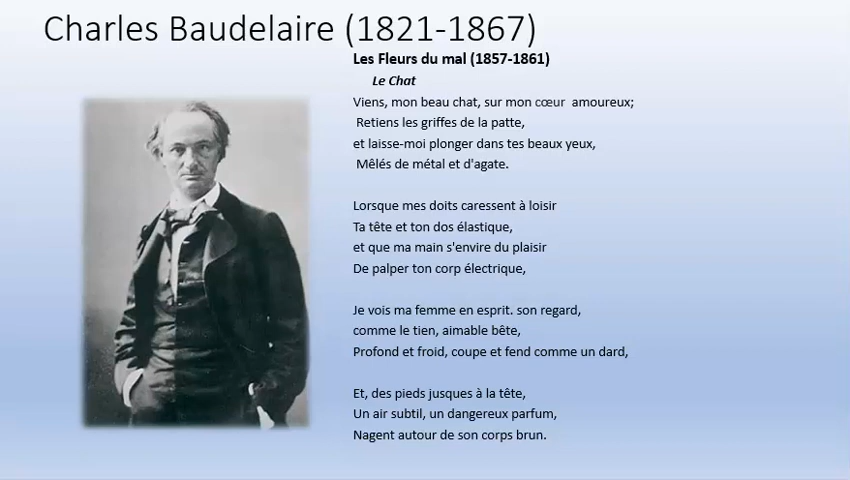 Charles Baudelaire (1821-1867)
Les Fleurs du mal (1857-1861)
Le Chat
Viens, mon beau chat, sur mon cœur amoureux;
Retiens les griffes de la patte,
et laisse-moi plonger dans tes beaux yeux,
Mêlés de métal et d'agate.
Lorsque mes doits caressent à loisir
Ta tête et ton dos élastique,
et que ma main s'envire du plaisir
De palper ton corp électrique,
Je vois ma femme en esprit. son regard,
comme le tien, aimable bête,
Profond et froid, coupe et fend comme un dard,
Et, des pieds jusques à la tête,
Un air subtil, un dangereux parfum,
Nagent autour de son corps brun.